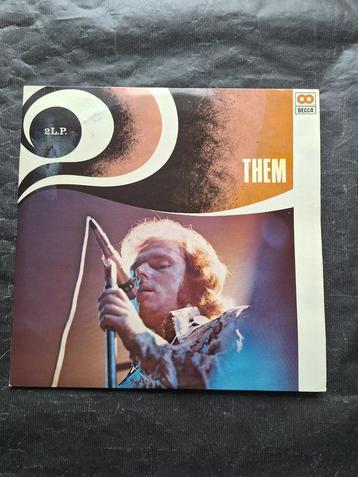 2 L.P.
DECCA
THEM